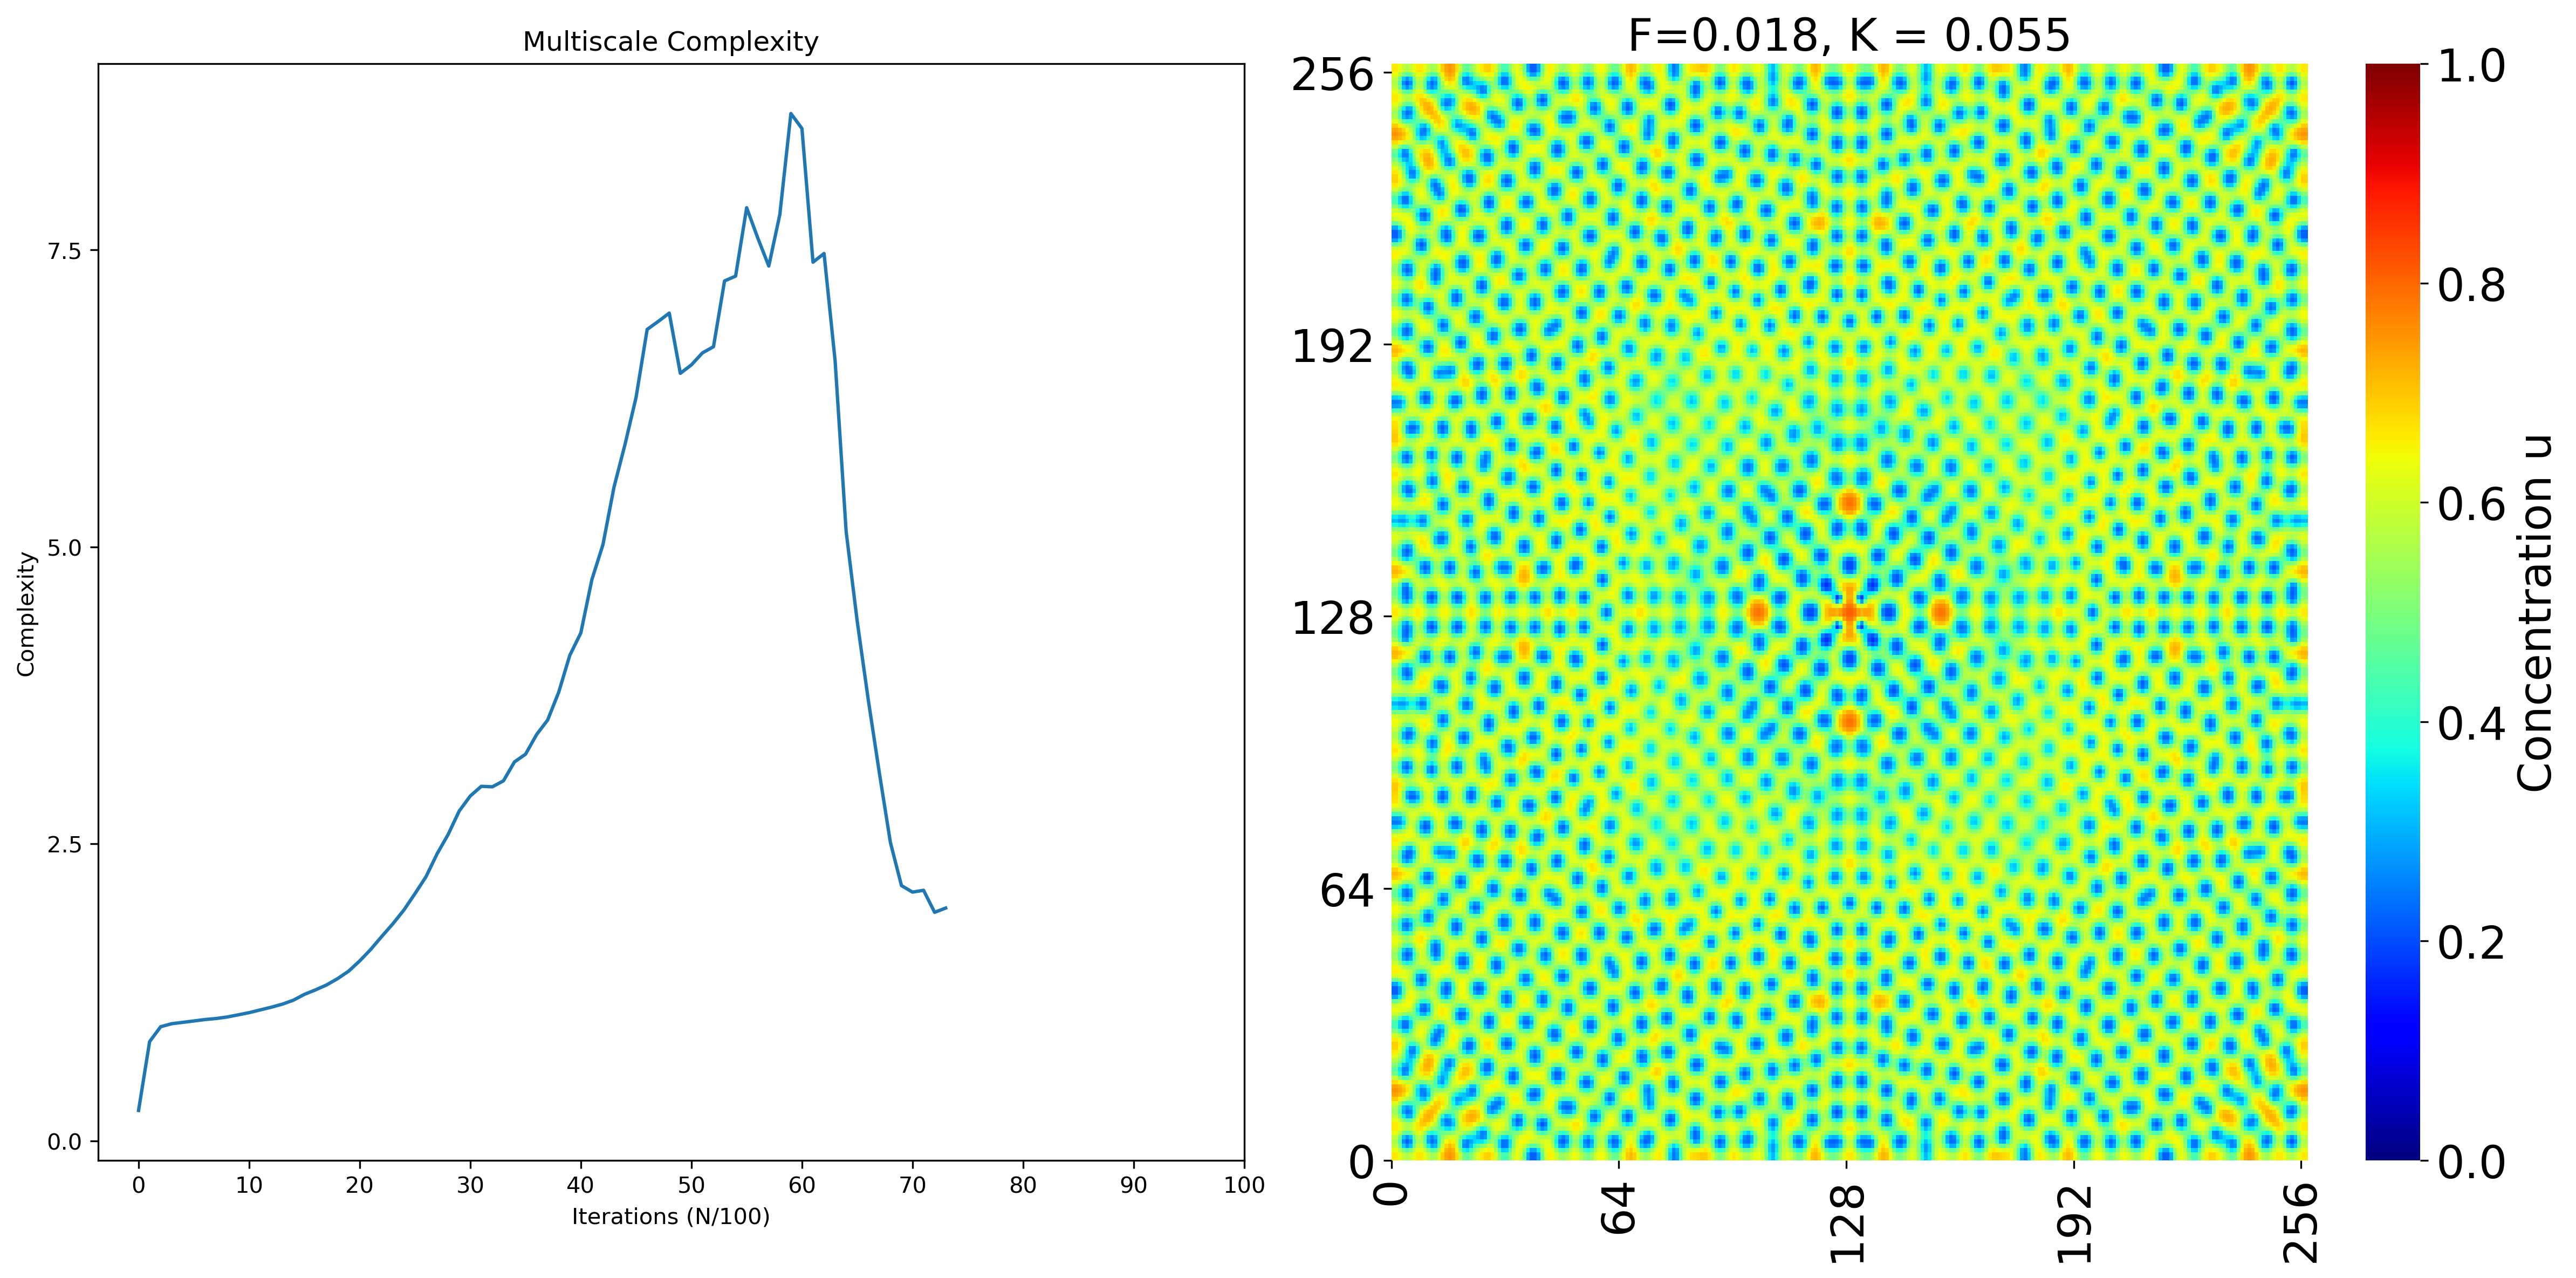 Multiscale Complexity
7.5
5.0
2.5
0.0
Complexity
0 10 20 30 40 50 60 70 80 90 100
Iterations (N/100)
F=0.018, K = 0.055
256
192
128
64
0
0 64 128 192 256
1.0
0.8
0.6
0.4
0.2
0.0
Concentration u